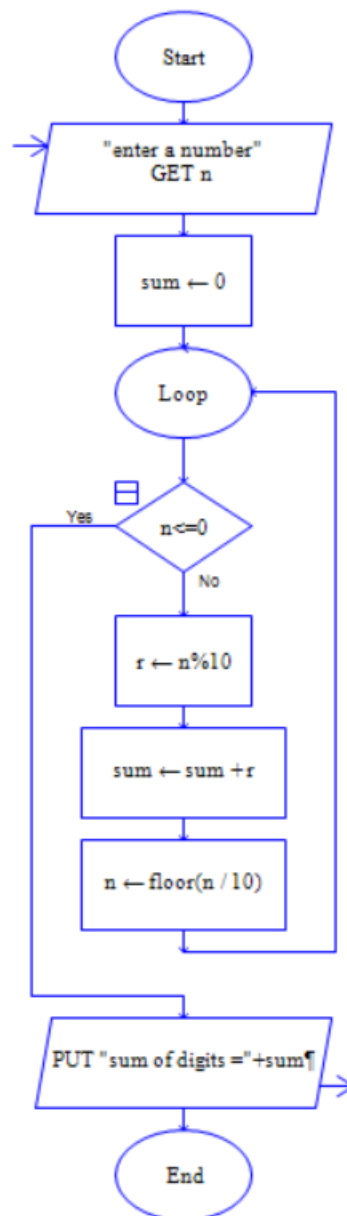 Start
"enter a number"
GET n
sum ← 0
Loop
Yes
n<=0
No
r ← n%10
sum ← sum + r
n ← floor(n / 10)
PUT "sum of digits ="+sum¶
End